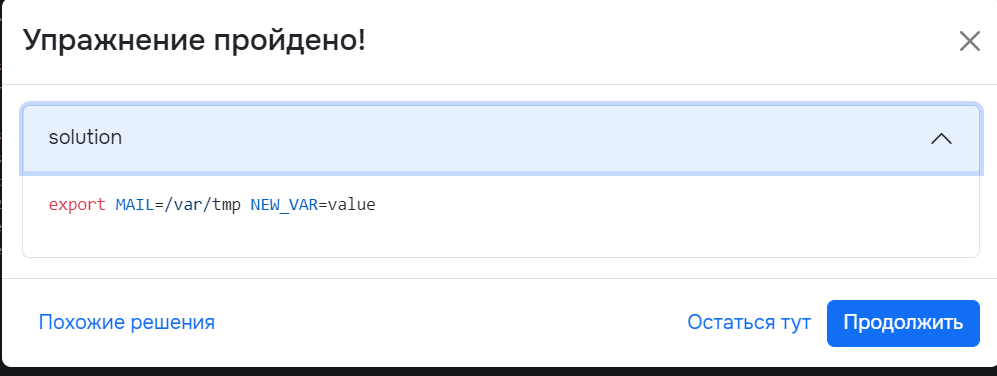 Упражнение пройдено!
solution
export MAIL=/var/tmp NEW_VAR=value
Похожие решения
Остаться тут
Продолжить